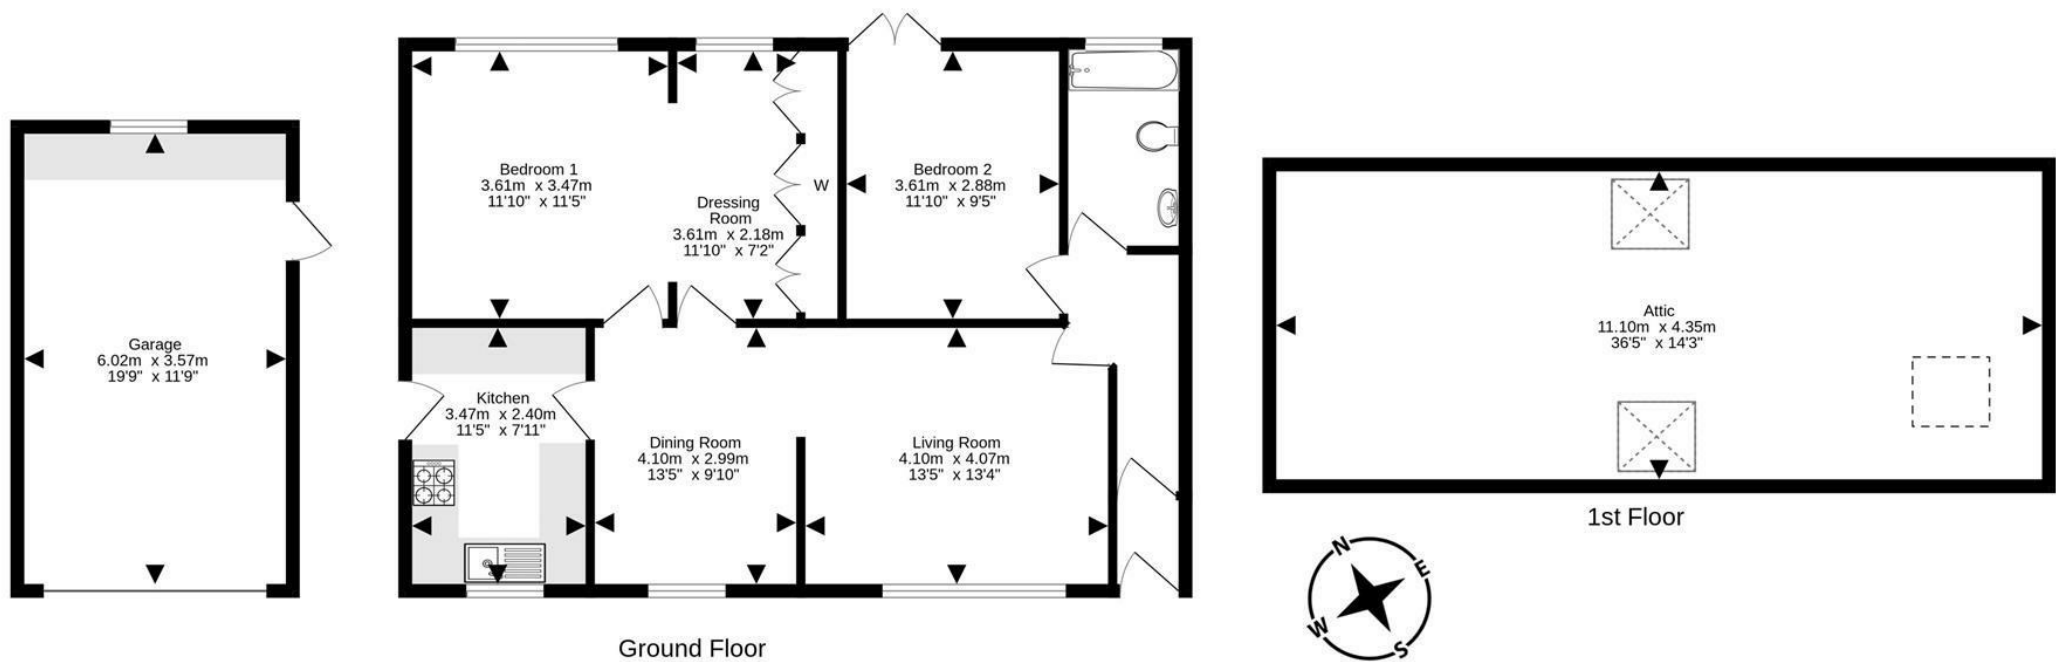 Garage
6.02m x 3.57m
19'9" x 11'9"
Bedroom 1
3.61m x 3.47m
11'10" x 11'5"
Dressing
Room
3.61m x 2.18m
11'10" x 7'2"
W
Bedroom 2
3.61m x 2.88m
11'10" x 9'5"
Kitchen
3.47m x 2.40m
11'5" x 7'11"
Dining Room
4.10m x 2.99m
13'5" x 9'10"
Living Room
4.10m x 4.07m
13'5" x 13'4"
Ground Floor
Attic
11.10m x 4.35m
36'5" x 14'3"
1st Floor
N
E
W
S